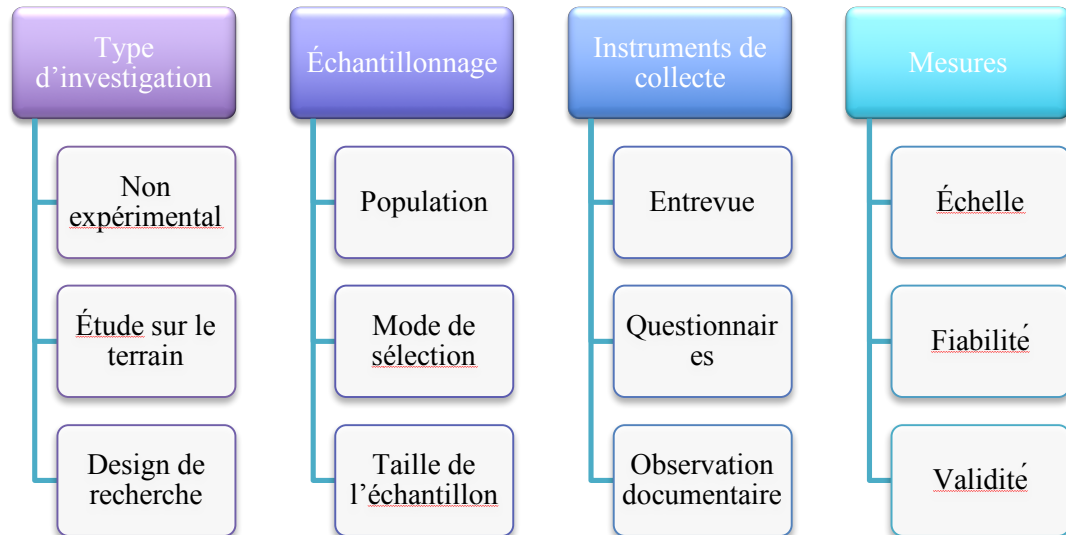 Type
d’investigation
Non
expérimental
Étude sur le
terrain
Design de
recherche
Échantillonnage
Population
Mode de
sélection
Taille de
l’échantillon
Instruments de
collecte
Entrevue
Questionnair
es
Observation
documentaire
Mesures
Échelle
Fiabilité
Validité